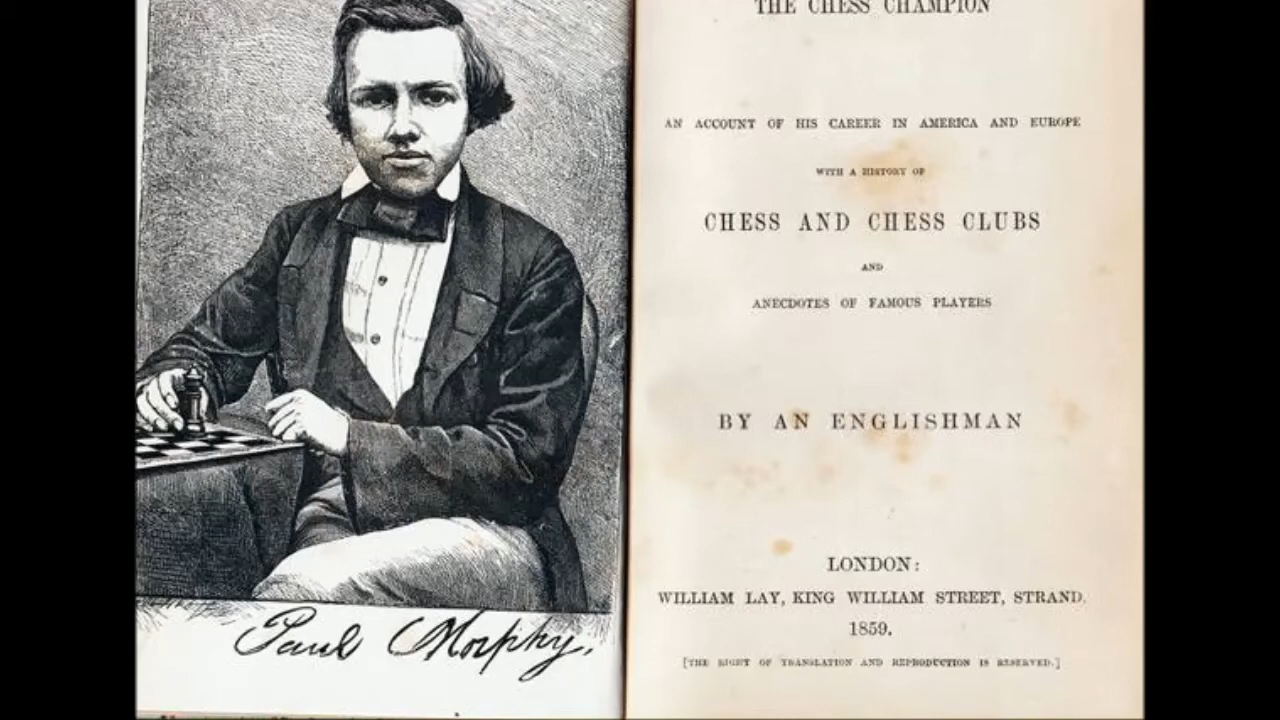 Paul Morphy.
THE CHESS CHAMPION
AN ACCOUNT OF HIS CAREER IN AMERICA AND EUROPE
WITH A HISTORY OF
CHESS AND CHESS CLUBS
AND
ANECDOTES OF FAMOUS PLAYERS
BY AN ENGLISHMAN
LONDON:
WILLIAM LAY, KING WILLIAM STREET, STRAND.
1859.
[THE RIGHT OF TRANSLATION AND REPRODUCTION IS RESERVED.]